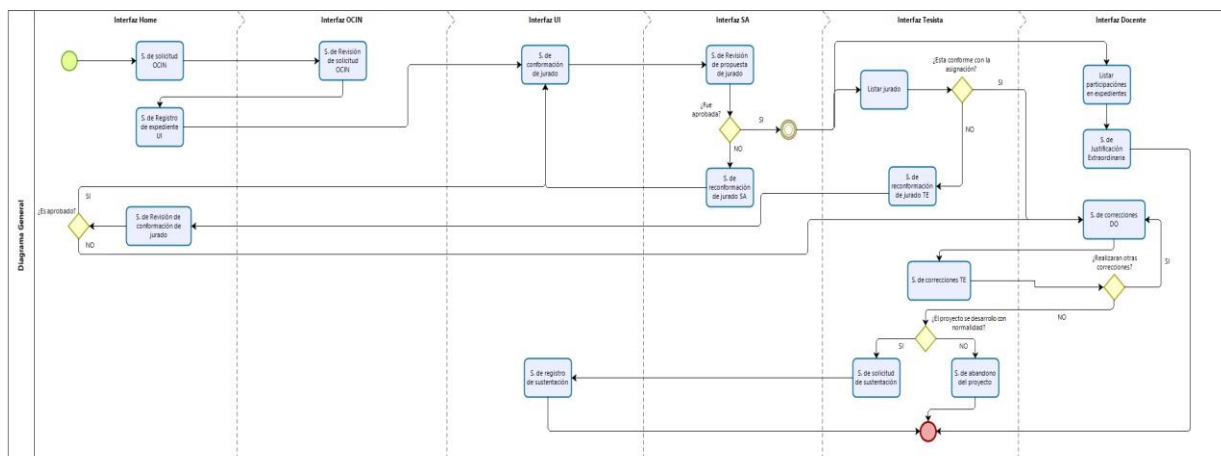 Diagrama General
Interfaz Home
Interfaz OCIN
Interfaz UI
Interfaz SA
Interfaz Tesista
Interfaz Docente
S. de solicitud
OCIN
S. de Revisión
de solicitud
OCIN
S. de Registro
de expediente
UI
S. de
conformación
de jurado
S. de Revisión
de propuesta
de jurado
¿Fue
aprobada?
SI
NO
S. de
reconformación
de jurado SA
Listar jurado
¿Esta conforme con la
asignación?
SI
NO
S. de
reconformación
de jurado TE
Listar
participaciónes
en expedientes
S. de
Justificación
Extraordinaria
¿Es aprobado?
SI
NO
S. de Revisión de
conformación de
jurado
S. de correcciones
DO
S. de correcciones TE
¿Realizaran otras
correcciones?
SI
NO
¿El proyecto se desarrollo con
normalidad?
SI
NO
S. de solicitud
de sustentación
S. de abandono
del proyecto
S. de registro
de sustentación